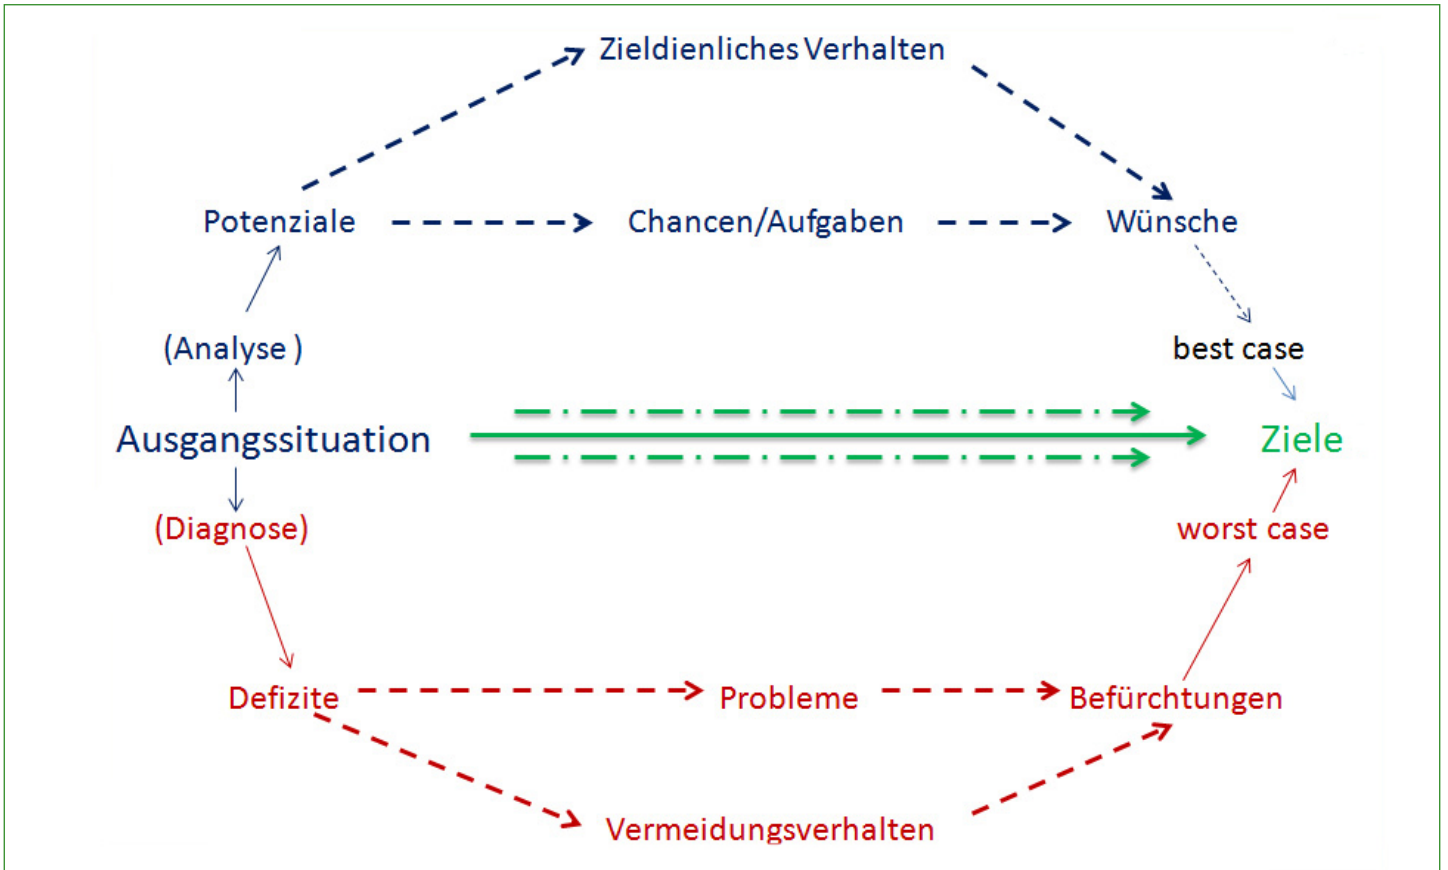 Zieldienliches Verhalten
Potenziale
Chancen/Aufgaben
Wünsche
(Analyse )
best case
Ausgangssituation
Ziele
(Diagnose)
worst case
Defizite
Probleme
Befürchtungen
Vermeidungsverhalten